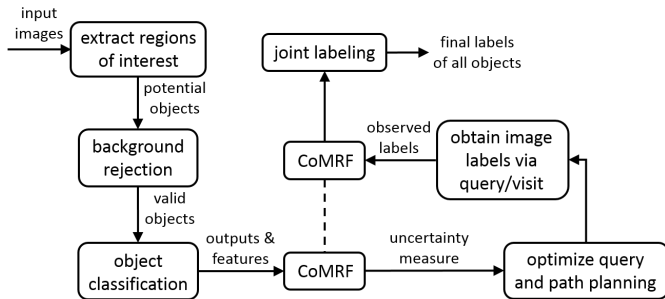 input
images
extract regions
of interest
potential
objects
background
rejection
valid
objects
object
classification
outputs &
features
CoMRF
uncertainty
measure
optimize query
and path planning
obtain image
labels via
query/visit
observed
labels
CoMRF
joint labeling
final labels
of all objects